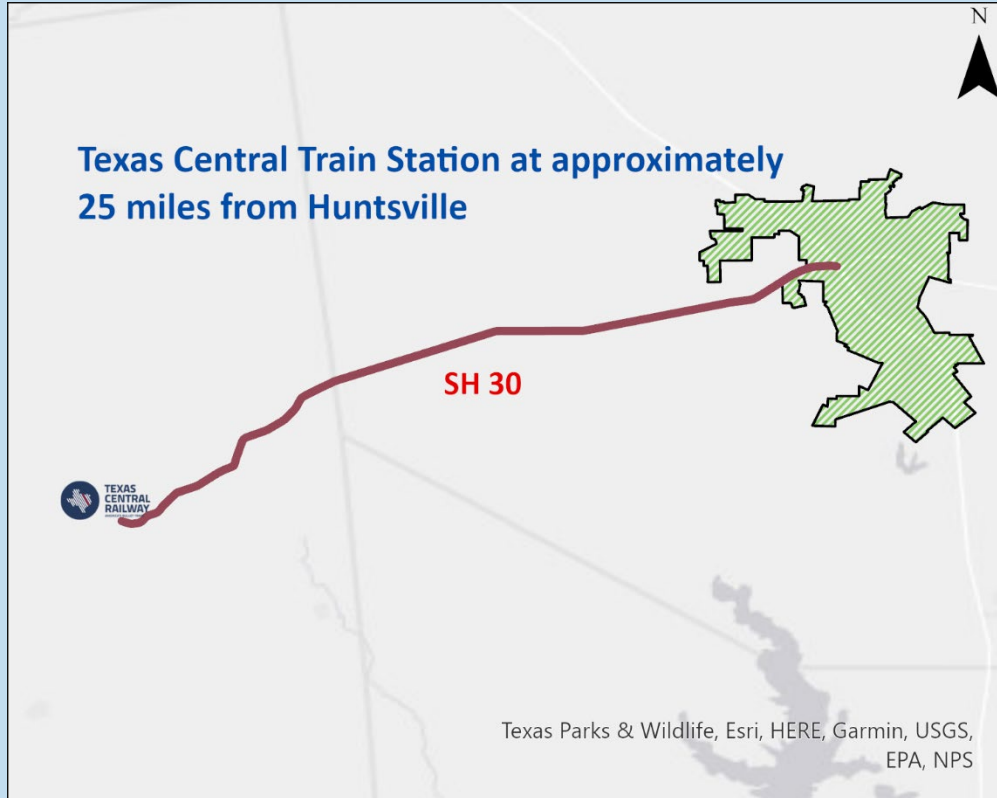 N
Texas Central Train Station at approximately
25 miles from Huntsville
SH 30
TEXAS
CENTRAL
RAILWAY
Texas Parks & Wildlife, Esri, HERE, Garmin, USGS,
EPA, NPS